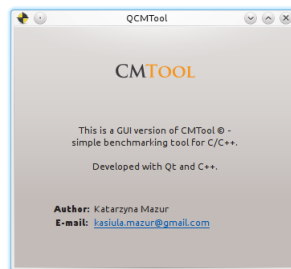 QCMTool
CMTOOL
This is a GUI version of CMTool © -
simple benchmarking tool for C/C++.
Developed with Qt and C++.
Author: Katarzyna Mazur
E-mail: kasiula.mazur@gmail.com